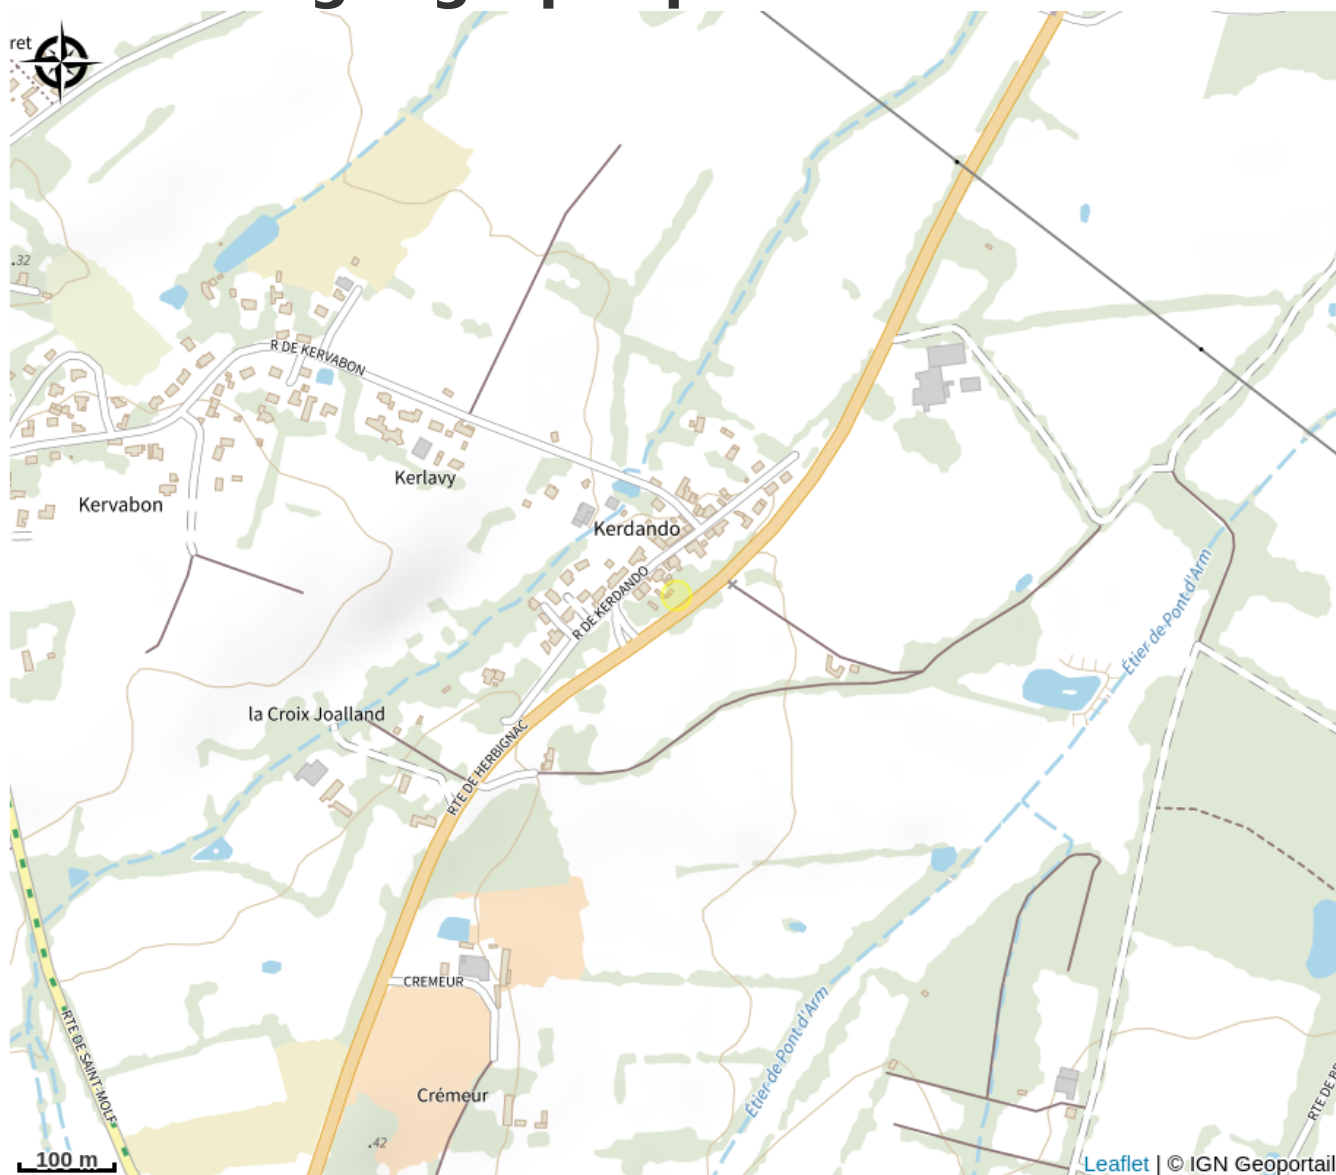 ret
.32
R DE KERVABON
Kerlavy
Kervabon
Kerdando
R DE KERDANDO
Étier de Pont d'Arm
la Croix Joalland
RTE DE HERBIGNAC
CREMEUR
Étier de Pont d'Arm
RTE DE SAINT-MOLF
Crémeur
.42
100 m
Leaflet | © IGN Geoportail